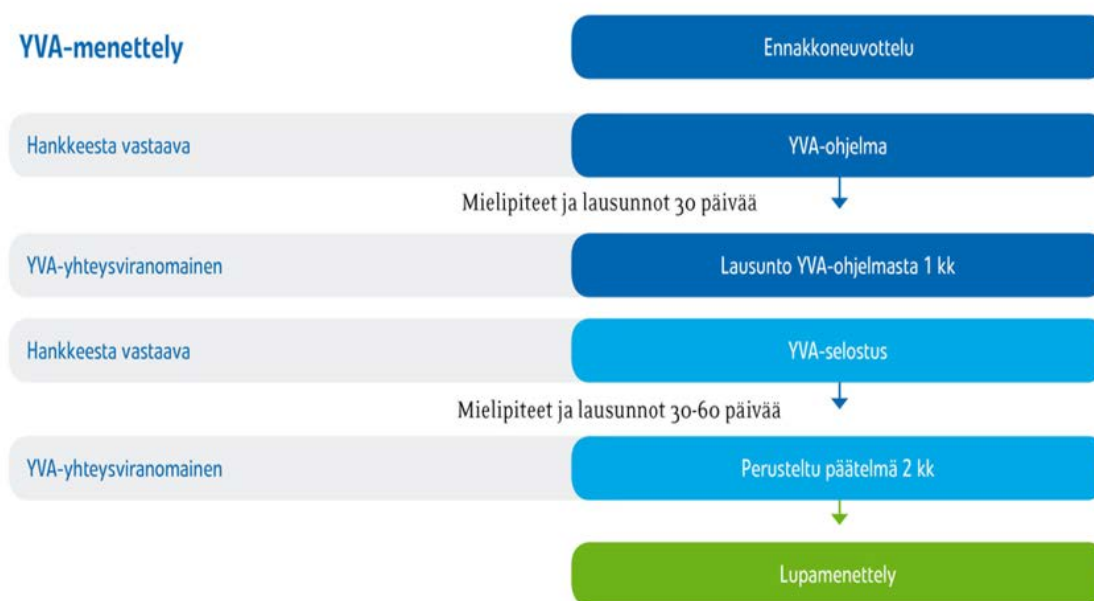 YVA-menettely
Ennakkoneuvottelu
Hankkeesta vastaava
YVA-ohjelma
Mielipiteet ja lausunnot 30 päivää
YVA-yhteysviranomainen
Lausunto YVA-ohjelmasta 1 kk
Hankkeesta vastaava
YVA-selostus
Mielipiteet ja lausunnot 30-60 päivää
YVA-yhteysviranomainen
Perusteltu päätelmä 2 kk
Lupamenettely